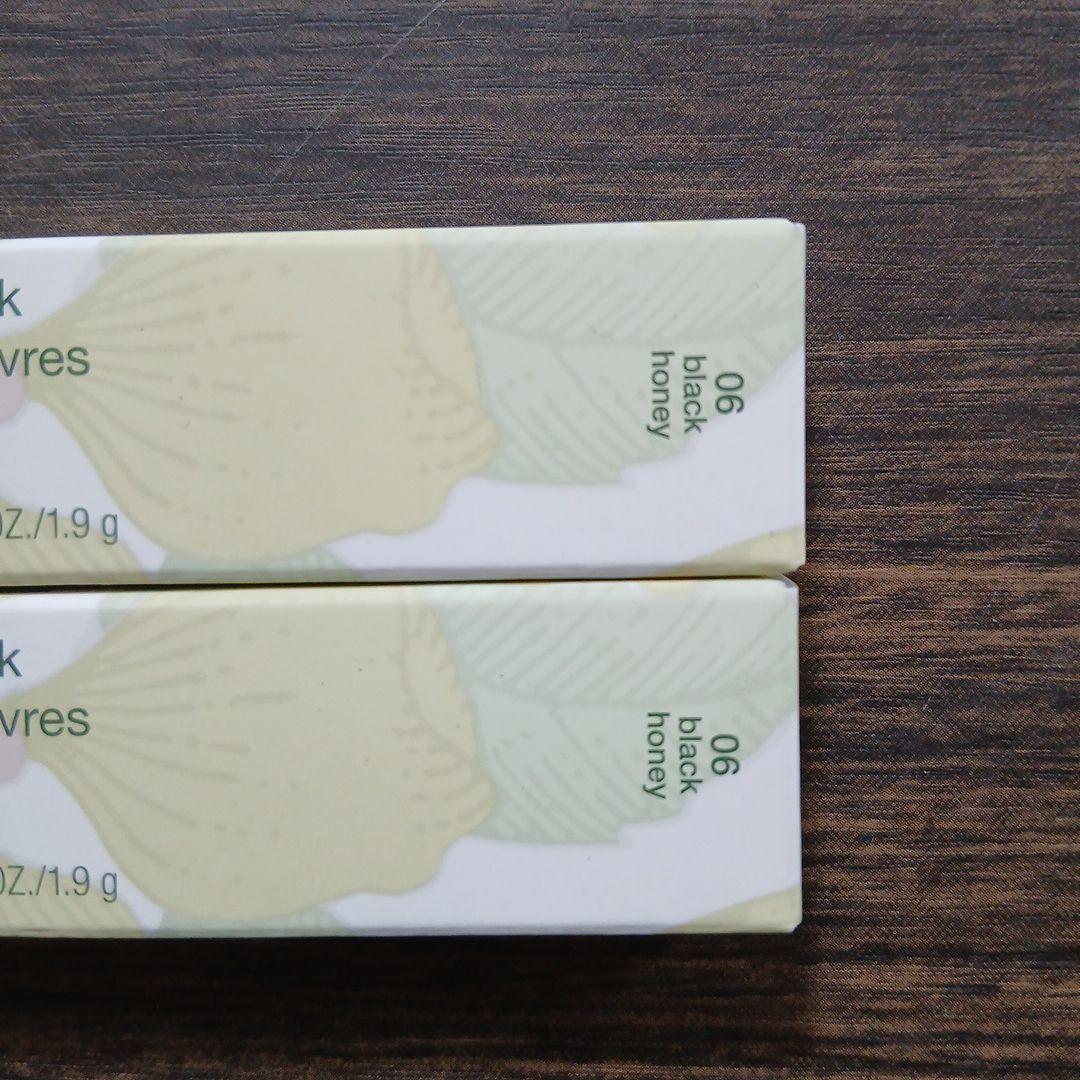 k
vres
OZ./1.9 g
06
black
honey
k
vres
OZ./1.9 g
06
black
honey